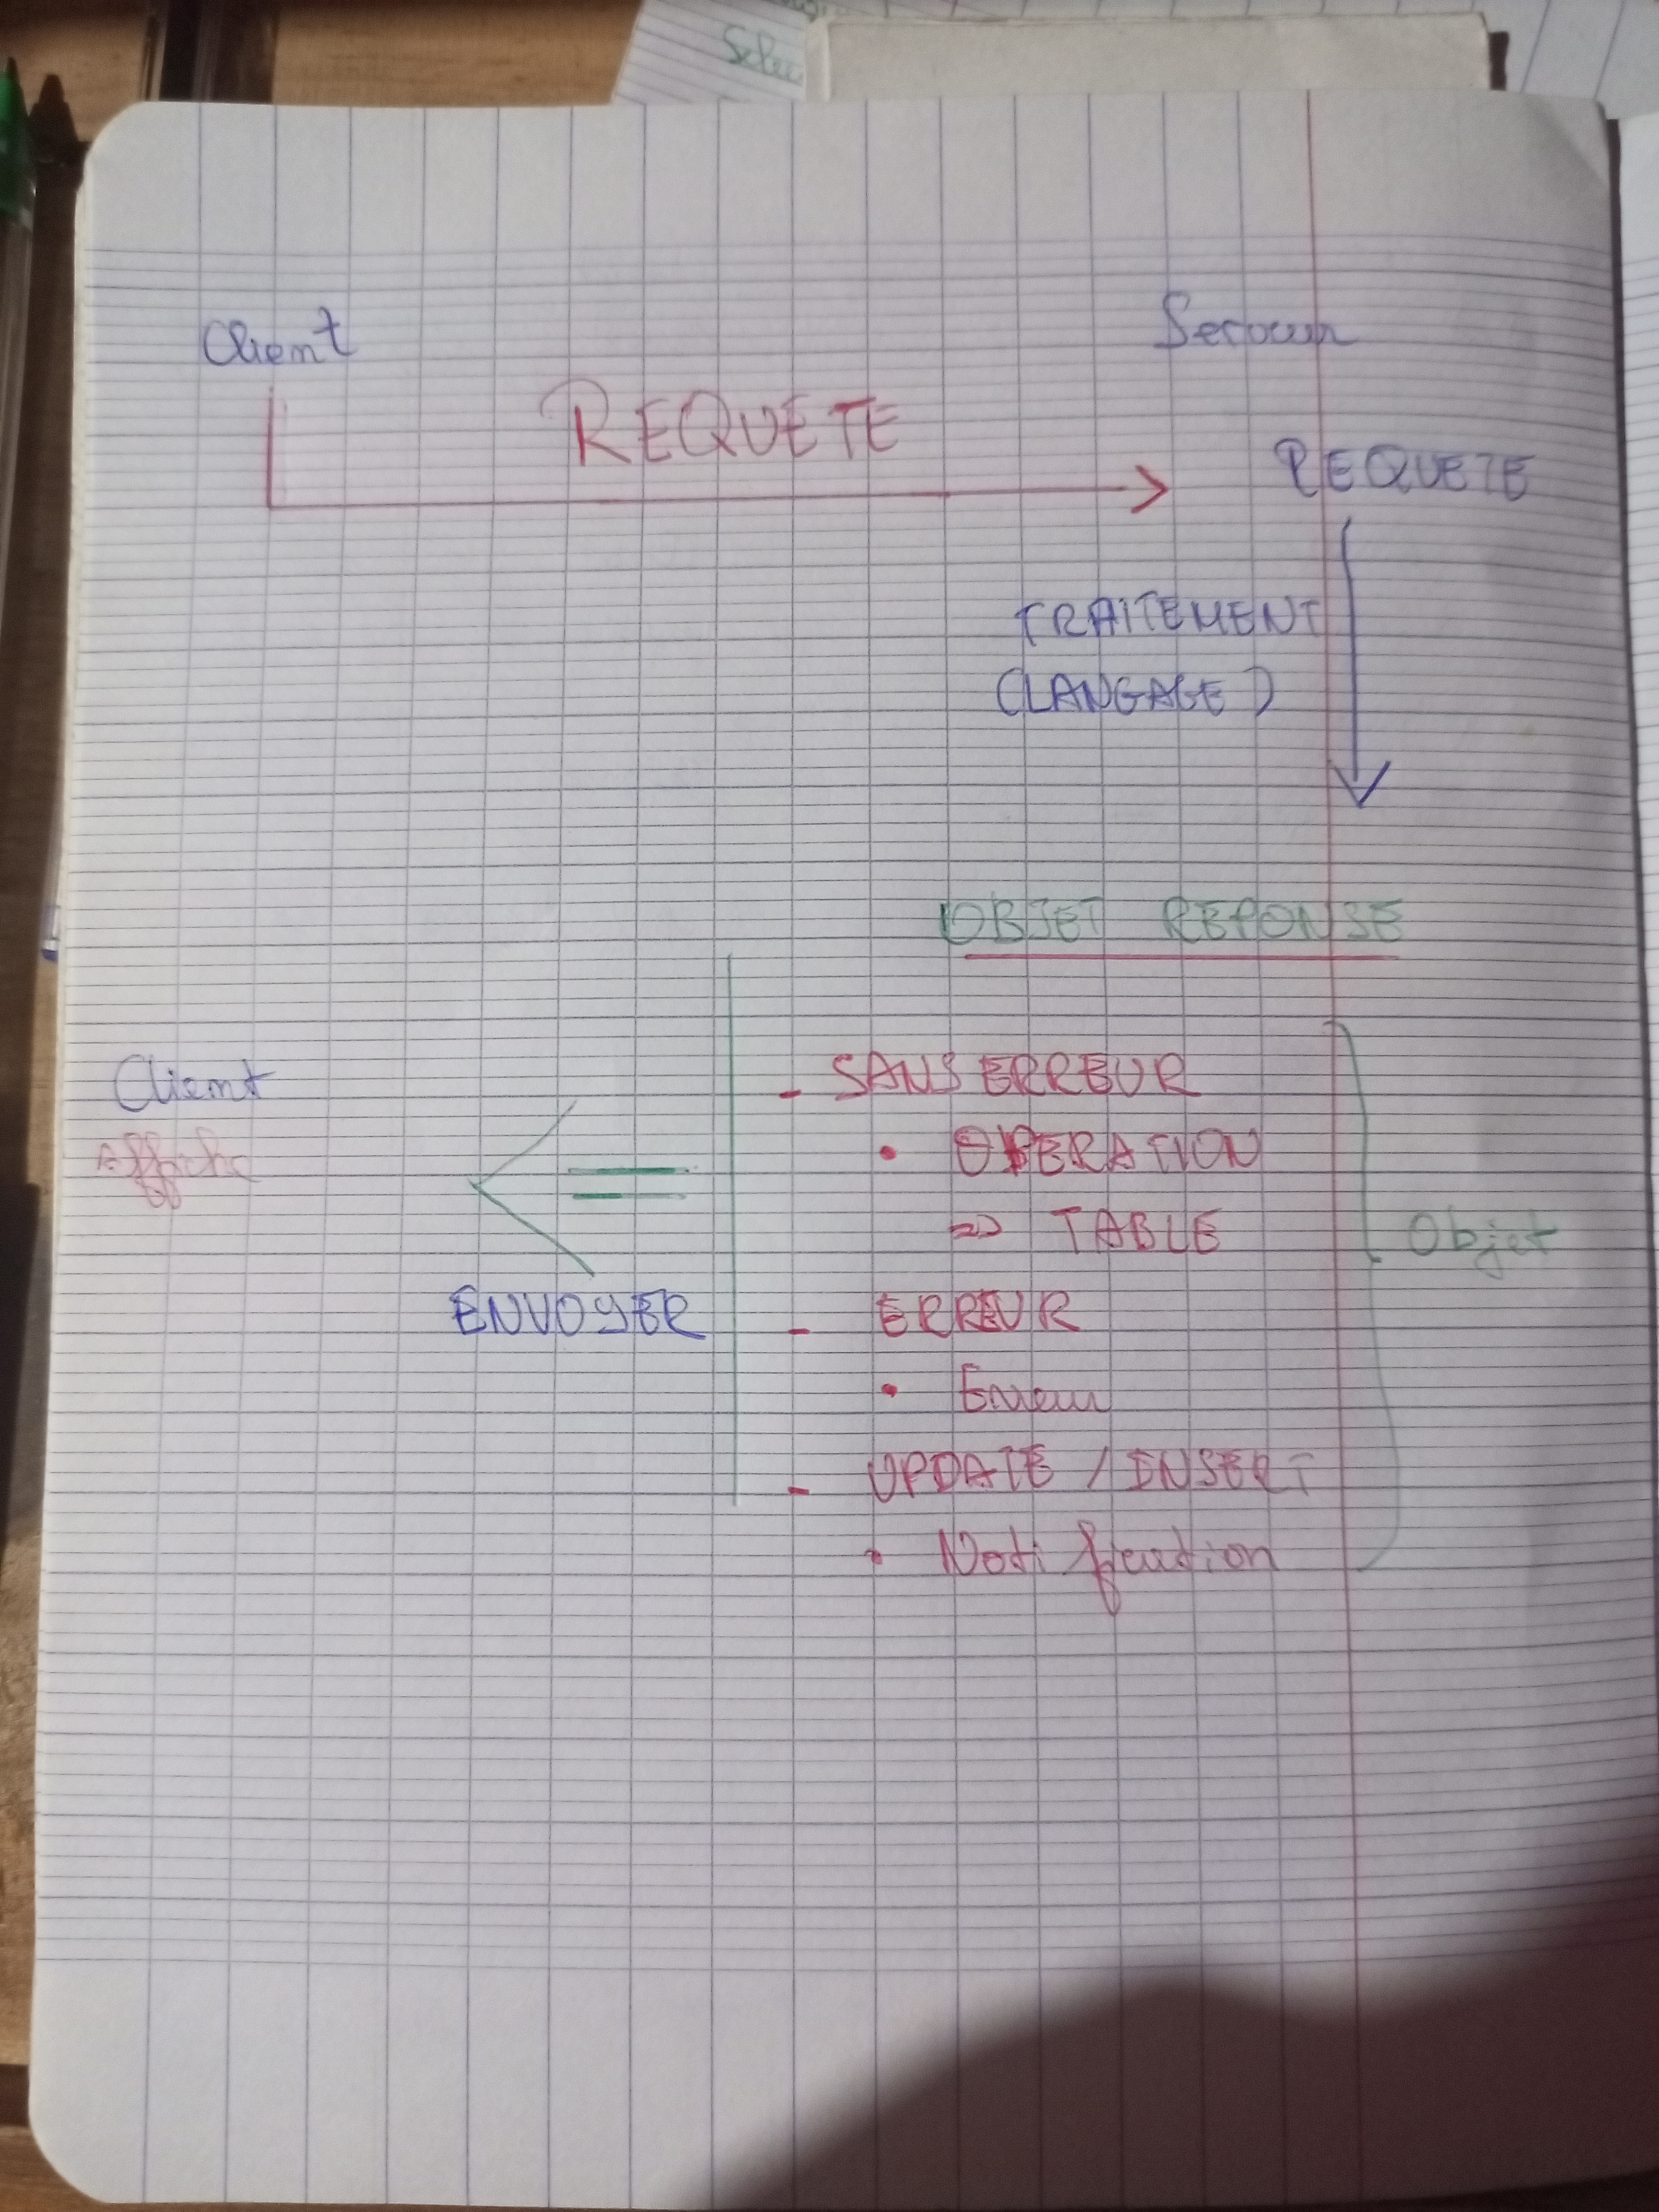 Selec
Client
Serveur
REQUETE
REQUETE
TRAITEMENT
(LANGAGE)
OBJET REPONSE
Client
- SANS ERREUR
Affiche
• OPERATION
=> TABLE
Objet
ENVOYER
- ERREUR
• Erreur
- UPDATE / INSERT
• Notification